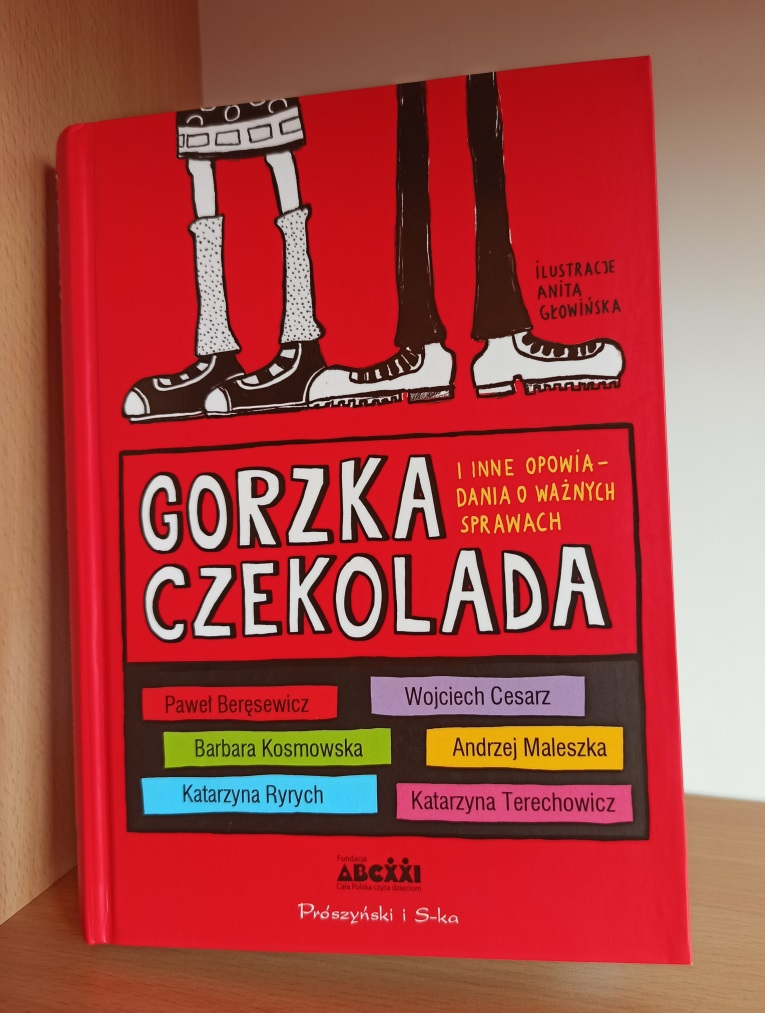 ILUSTRACJE
ANITA
GŁOWIŃSKA
GORZKA
I INNE OPOWIA-
DANIA O WAŻNYCH
SPRAWACH
CZEKOLADA
Paweł Beręsewicz
Wojciech Cesarz
Barbara Kosmowska
Andrzej Maleszka
Katarzyna Ryrych
Katarzyna Terechowicz
Fundacja
ABCXXI
Cała Polska czyta dzieciom
Prószyński i S-ka